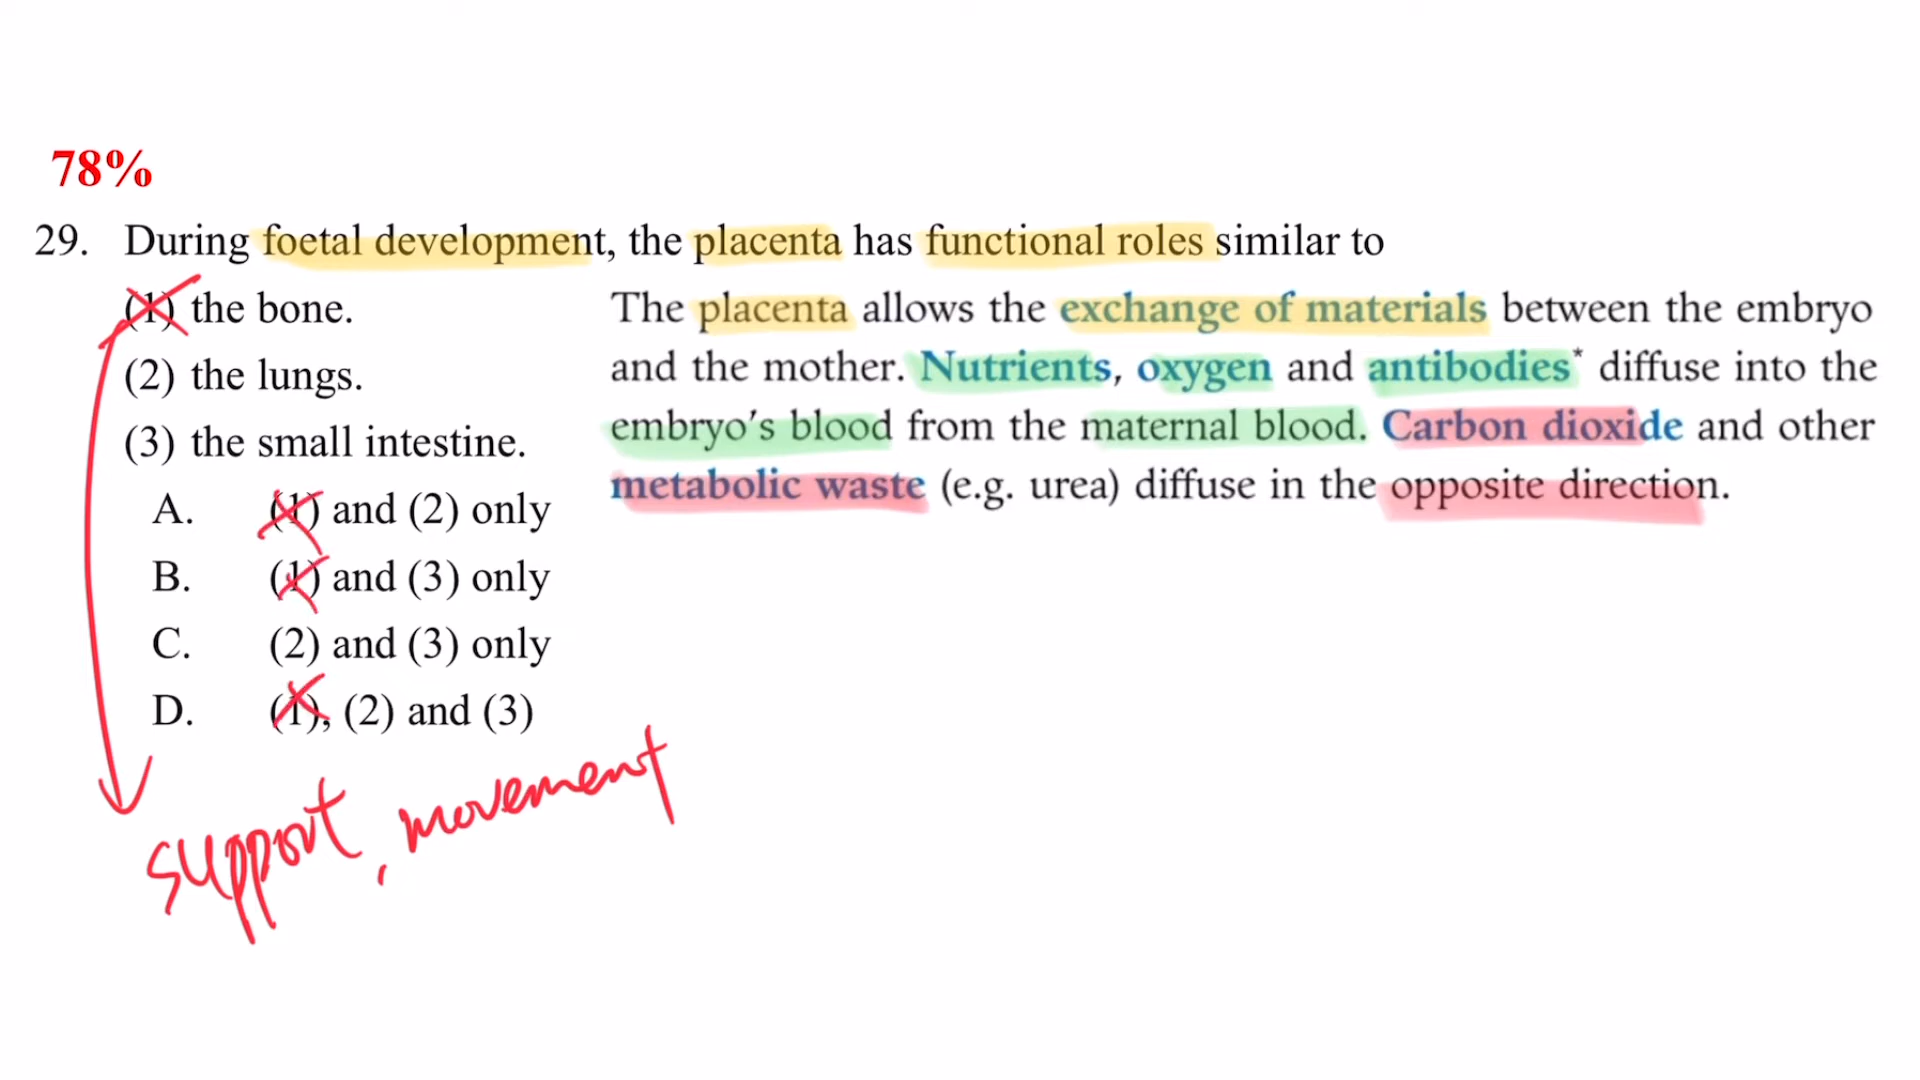 78%
29. During foetal development, the placenta has functional roles similar to
(1) the bone.
(2) the lungs.
(3) the small intestine.
A. (1) and (2) only
B. (1) and (3) only
C. (2) and (3) only
D. (1), (2) and (3)
The placenta allows the exchange of materials between the embryo
and the mother. Nutrients, oxygen and antibodies* diffuse into the
embryo's blood from the maternal blood. Carbon dioxide and other
metabolic waste (e.g. urea) diffuse in the opposite direction.
support, movement